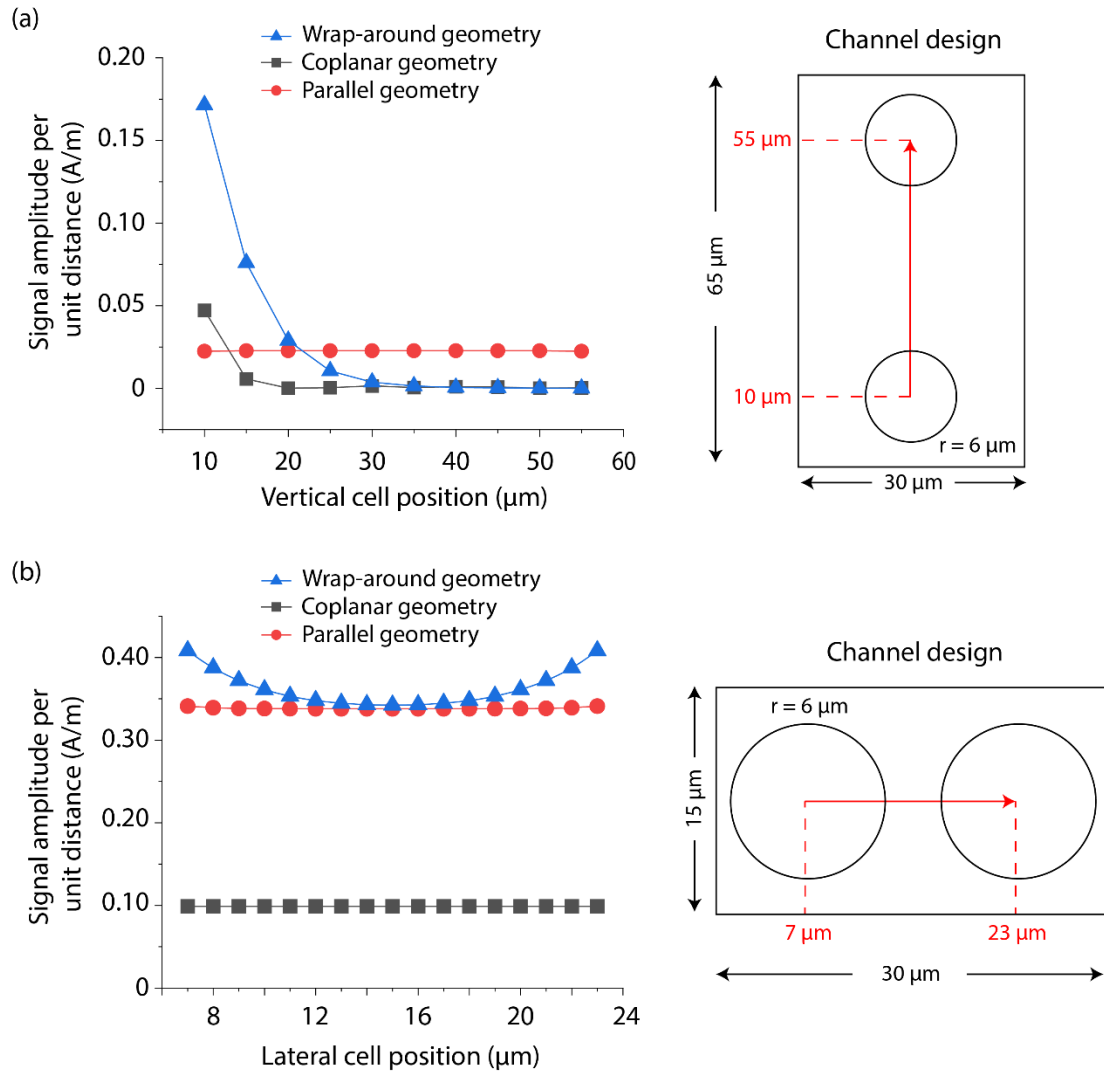 (a)
Wrap-around geometry
Coplanar geometry
Parallel geometry
Signal amplitude per
unit distance (A/m)
0.20
0.15
0.10
0.05
0
10 20 30 40 50 60
Vertical cell position (µm)
Channel design
55 µm
65 µm
10 µm
r = 6 µm
30 µm
(b)
Wrap-around geometry
Coplanar geometry
Parallel geometry
Signal amplitude per
unit distance (A/m)
0.40
0.30
0.20
0.10
0
8 12 16 20 24
Lateral cell position (µm)
Channel design
r = 6 µm
15 µm
7 µm 23 µm
30 µm